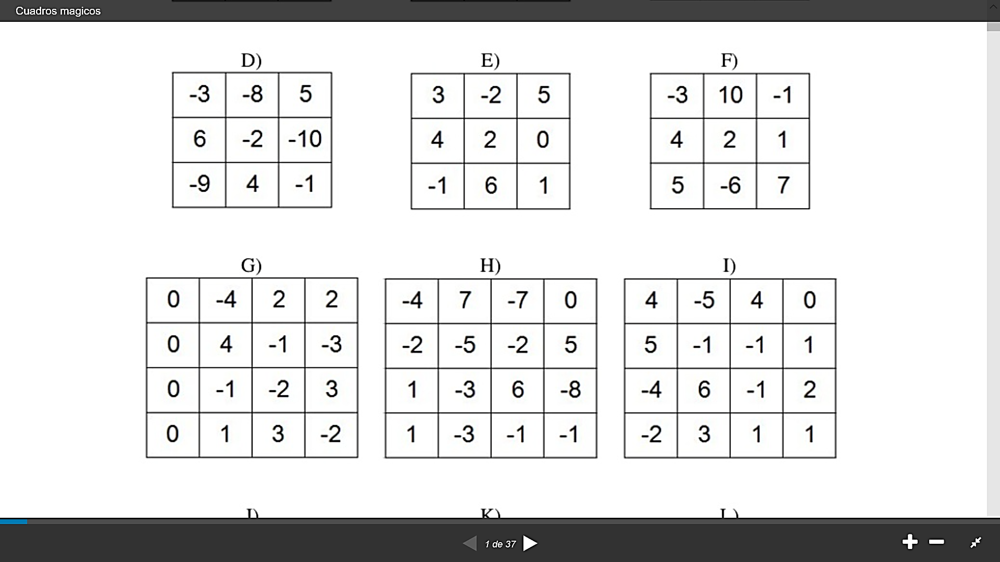 Cuadros magicos
D) E) F)
-3 -8 5 3 -2 5 -3 10 -1
6 -2 -10 4 2 0 4 2 1
-9 4 -1 -1 6 1 5 -6 7
G) H) I)
0 -4 2 2 -4 7 -7 0 4 -5 4 0
0 4 -1 -3 -2 -5 -2 5 5 -1 -1 1
0 -1 -2 3 1 -3 6 -8 -4 6 -1 2
0 1 3 -2 1 -3 -1 -1 -2 3 1 1
J) K) L)
1 de 37